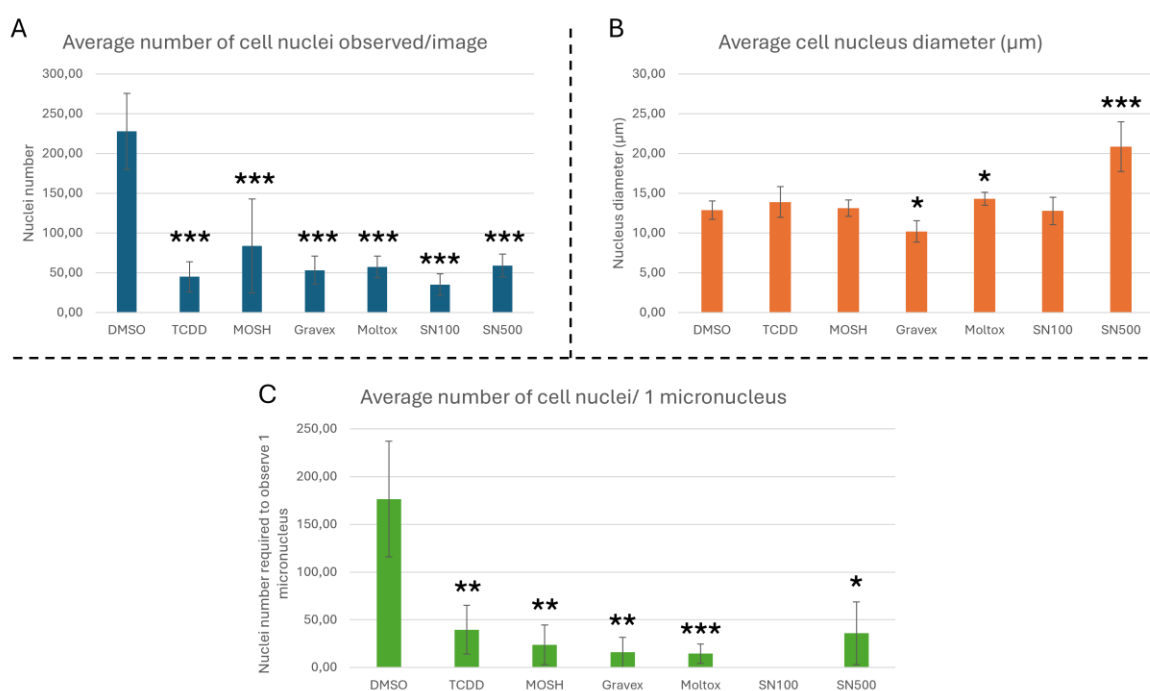 A
Average number of cell nuclei observed/image
Nuclei number
300,00
250,00
200,00
150,00
100,00
50,00
0,00
***
***
***
***
***
***
DMSO TCDD MOSH Gravex Moltox SN100 SN500
B
Average cell nucleus diameter (µm)
Nucleus diameter (µm)
30,00
25,00
20,00
15,00
10,00
5,00
0,00
*
*
***
DMSO TCDD MOSH Gravex Moltox SN100 SN500
C
Average number of cell nuclei/ 1 micronucleus
Nuclei number required to observe 1
micronucleus
250,00
200,00
150,00
100,00
50,00
0,00
**
**
**
***
*
DMSO TCDD MOSH Gravex Moltox SN100 SN500